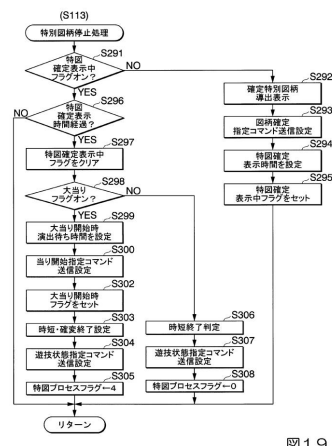 (S113)
特別図柄停止処理
S291
特図
確定表示中
フラグオン？
NO
YES
S292
確定特別図柄
導出表示
S293
図柄確定
指定コマンド送信設定
S294
特図確定
表示時間を設定
S295
特図確定
表示中フラグをセット
S296
特図
確定表示
時間経過？
NO
YES
S297
特図確定表示中
フラグをクリア
S298
大当り
フラグオン？
NO
YES
S299
大当り開始時
演出待ち時間を設定
S300
当り開始指定コマンド
送信設定
S302
大当り開始時
フラグをセット
S303
時短・確変終了設定
S304
遊技状態指定コマンド
送信設定
S305
特図プロセスフラグ←4
S306
時短終了判定
S307
遊技状態指定コマンド
送信設定
S308
特図プロセスフラグ←0
リターン
図19